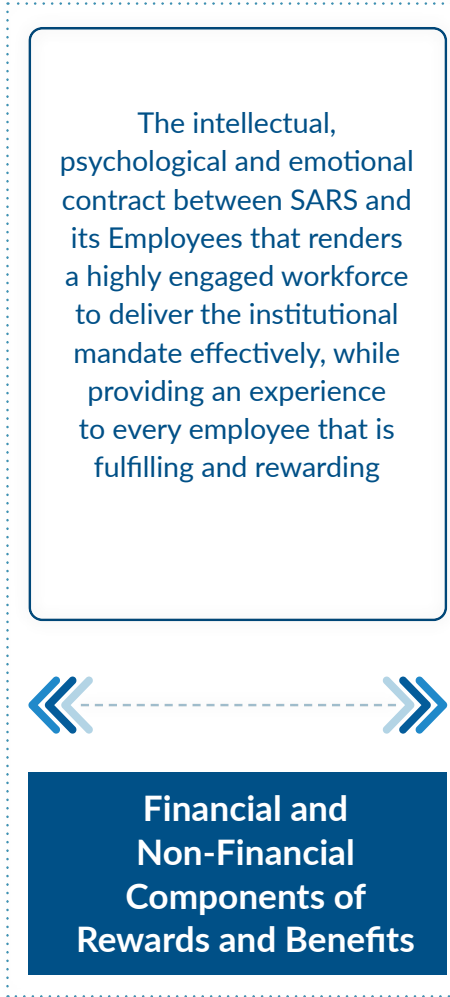 The intellectual,
psychological and emotional
contract between SARS and
its Employees that renders
a highly engaged workforce
to deliver the institutional
mandate effectively, while
providing an experience
to every employee that is
fulfilling and rewarding
Financial and
Non-Financial
Components of
Rewards and Benefits